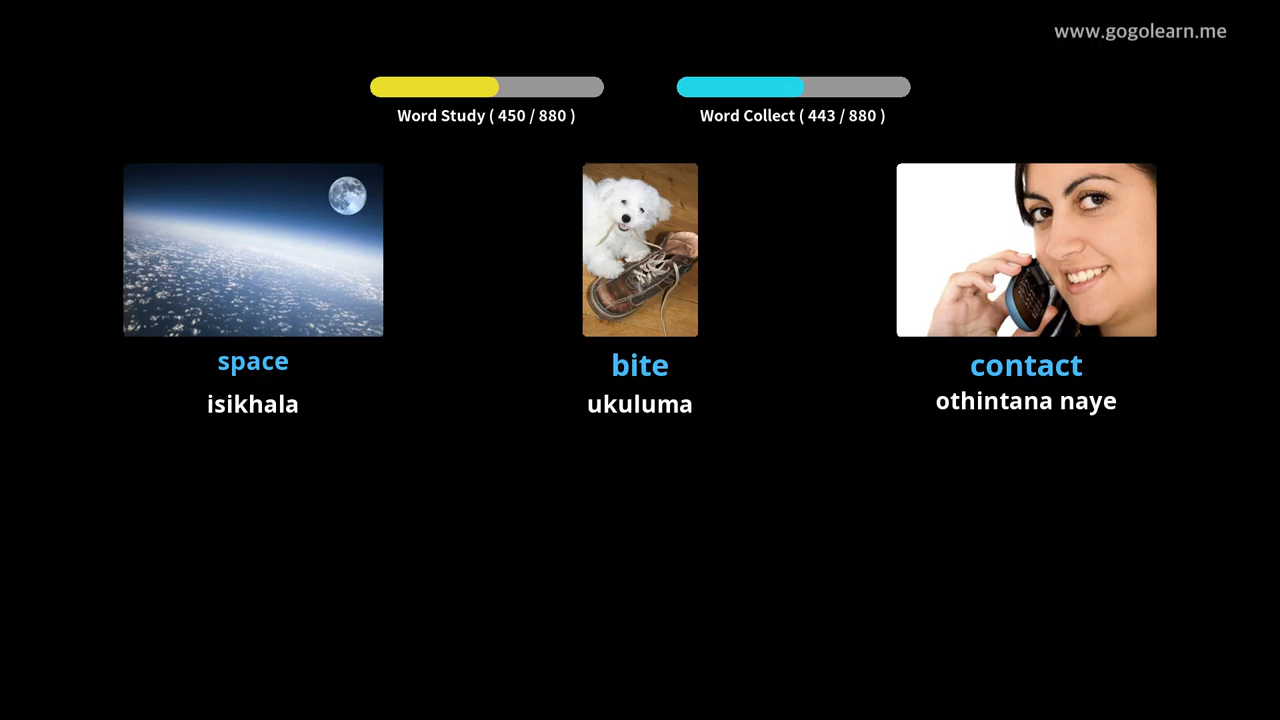 www.gogolearn.me
Word Study ( 450 / 880 )
Word Collect ( 443 / 880 )
space
bite
contact
isikhala
ukuluma
othintana naye